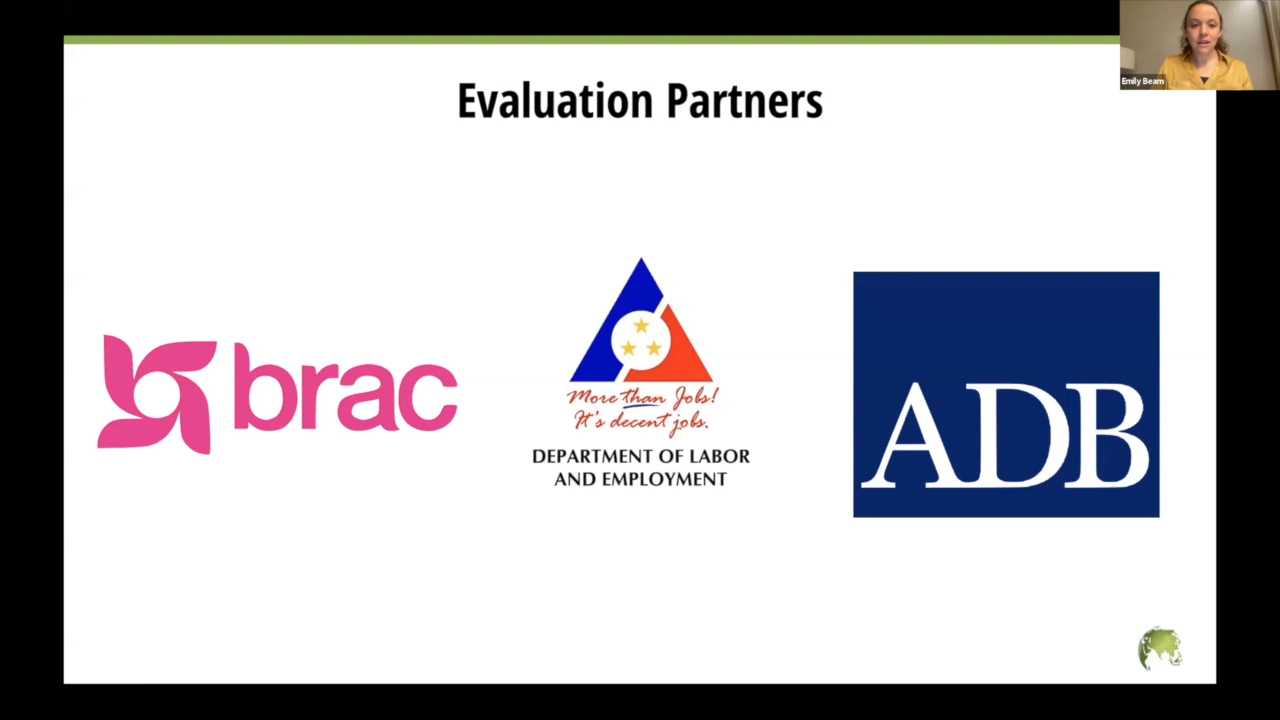 Emily Beam
Evaluation Partners
brac
More than Jobs!
It's decent jobs.
DEPARTMENT OF LABOR
AND EMPLOYMENT
ADB